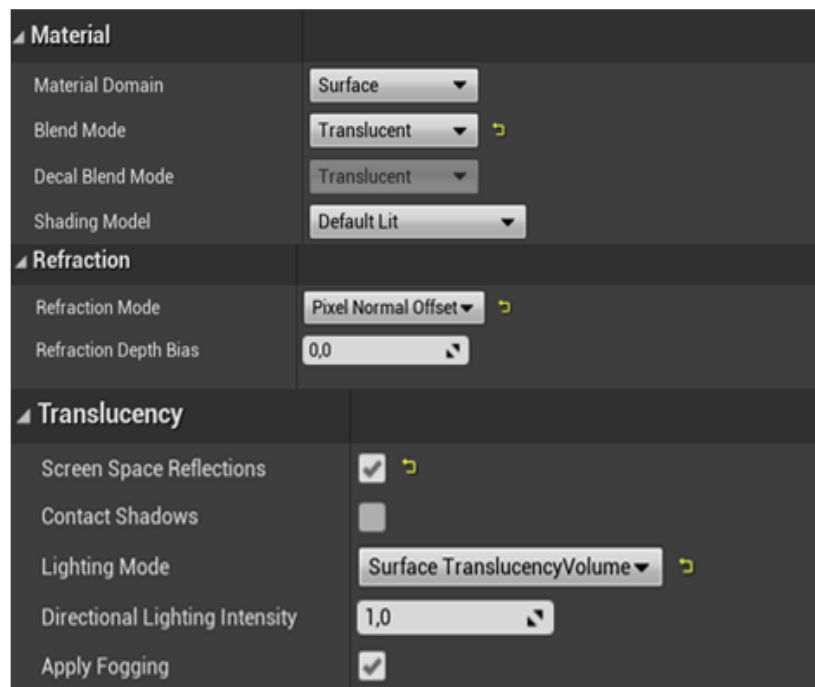 Material
Material Domain Surface
Blend Mode Translucent
Decal Blend Mode Translucent
Shading Model Default Lit
Refraction
Refraction Mode Pixel Normal Offset
Refraction Depth Bias 0,0
Translucency
Screen Space Reflections
Contact Shadows
Lighting Mode Surface TranslucencyVolume
Directional Lighting Intensity 1,0
Apply Fogging